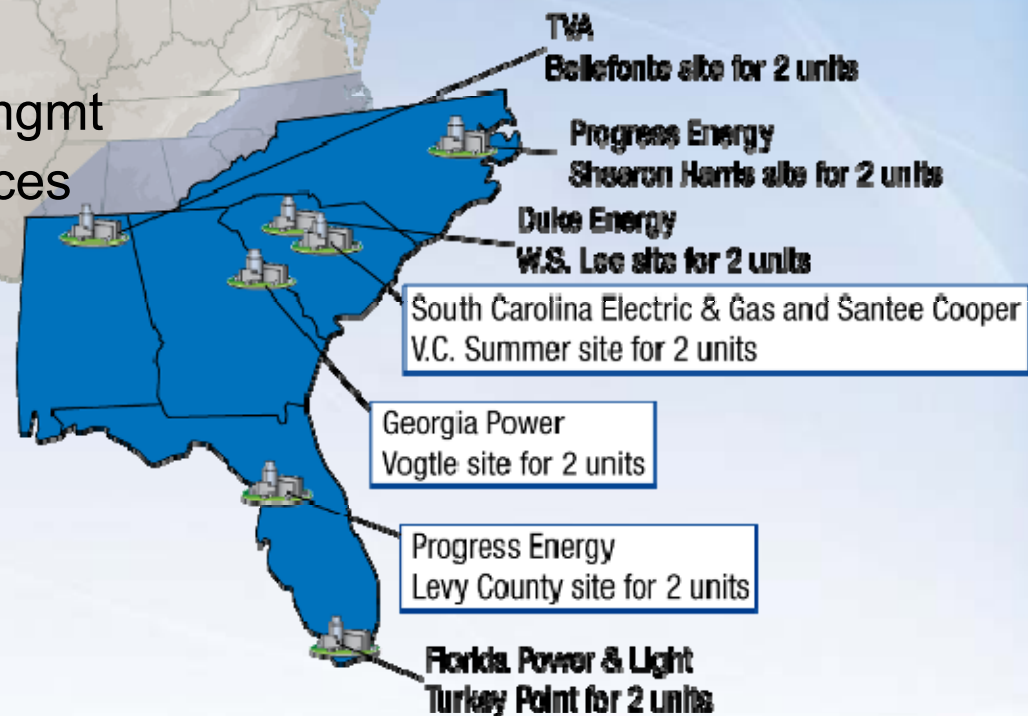 TVA
Bellefonte site for 2 units
ngmt
ces
Progress Energy
Shearon Harris site for 2 units
Duke Energy
W.S. Lee site for 2 units
South Carolina Electric & Gas and Santee Cooper
V.C. Summer site for 2 units
Georgia Power
Vogtle site for 2 units
Progress Energy
Levy County site for 2 units
Florida Power & Light
Turkey Point for 2 units